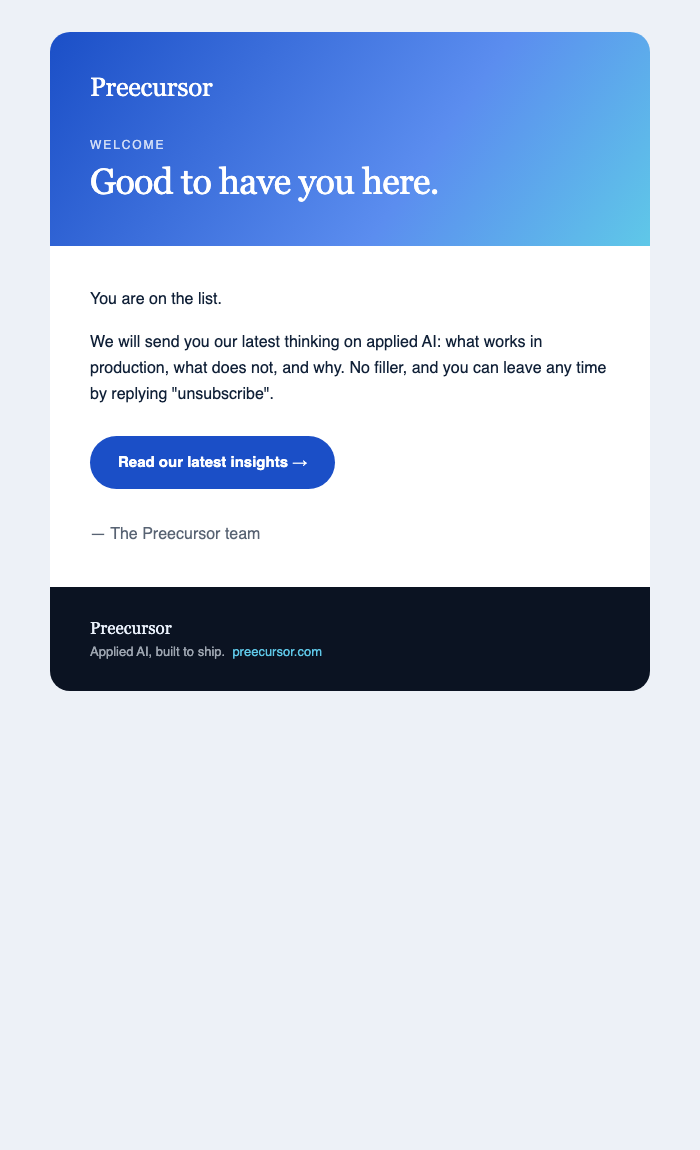 Preecursor
WELCOME
Good to have you here.
You are on the list.
We will send you our latest thinking on applied AI: what works in
production, what does not, and why. No filler, and you can leave any time
by replying "unsubscribe".
Read our latest insights →
— The Preecursor team
Preecursor
Applied AI, built to ship. preecursor.com